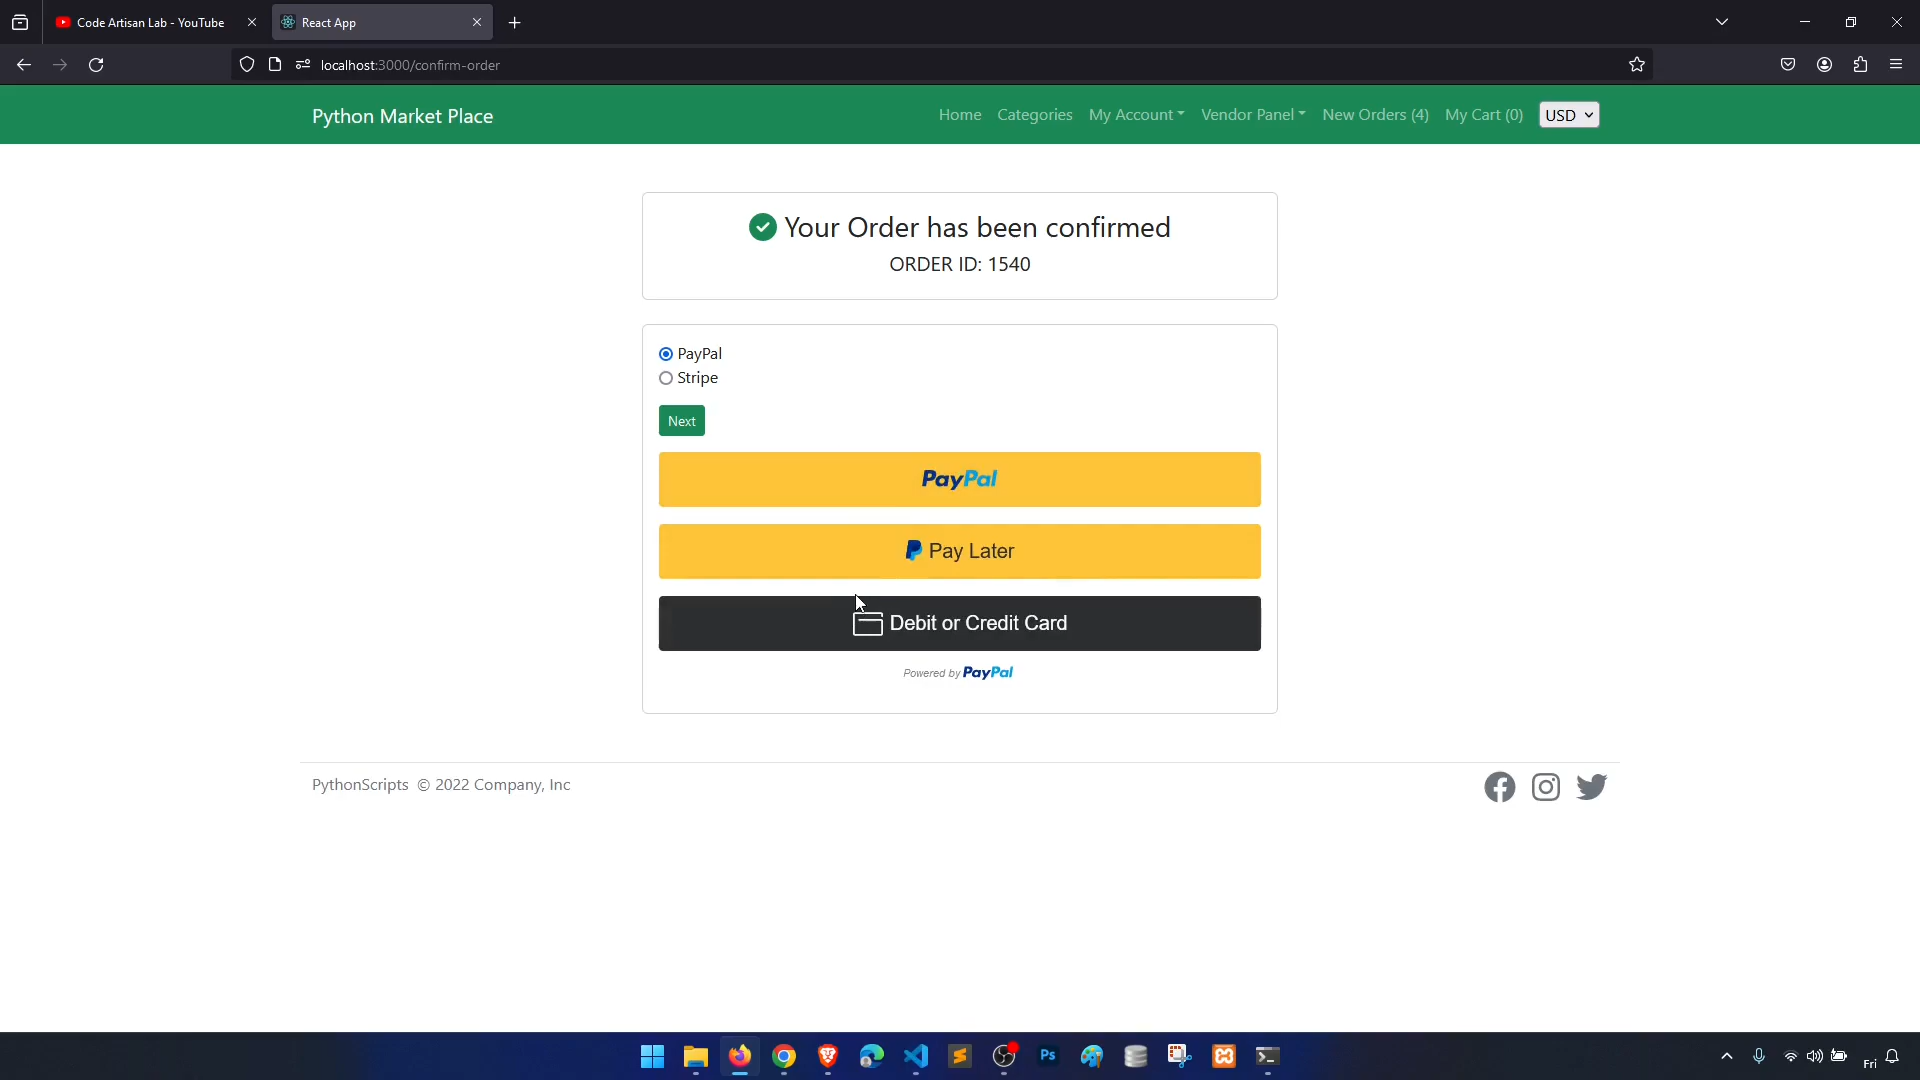 Code Artisan Lab - YouTube
React App
localhost:3000/confirm-order
Python Market Place
Home
Categories
My Account
Vendor Panel
New Orders (4)
My Cart (0)
USD
Your Order has been confirmed
ORDER ID: 1540
PayPal
Stripe
Next
PayPal
Pay Later
Debit or Credit Card
Powered by PayPal
PythonScripts © 2022 Company, Inc
Ps
Fri